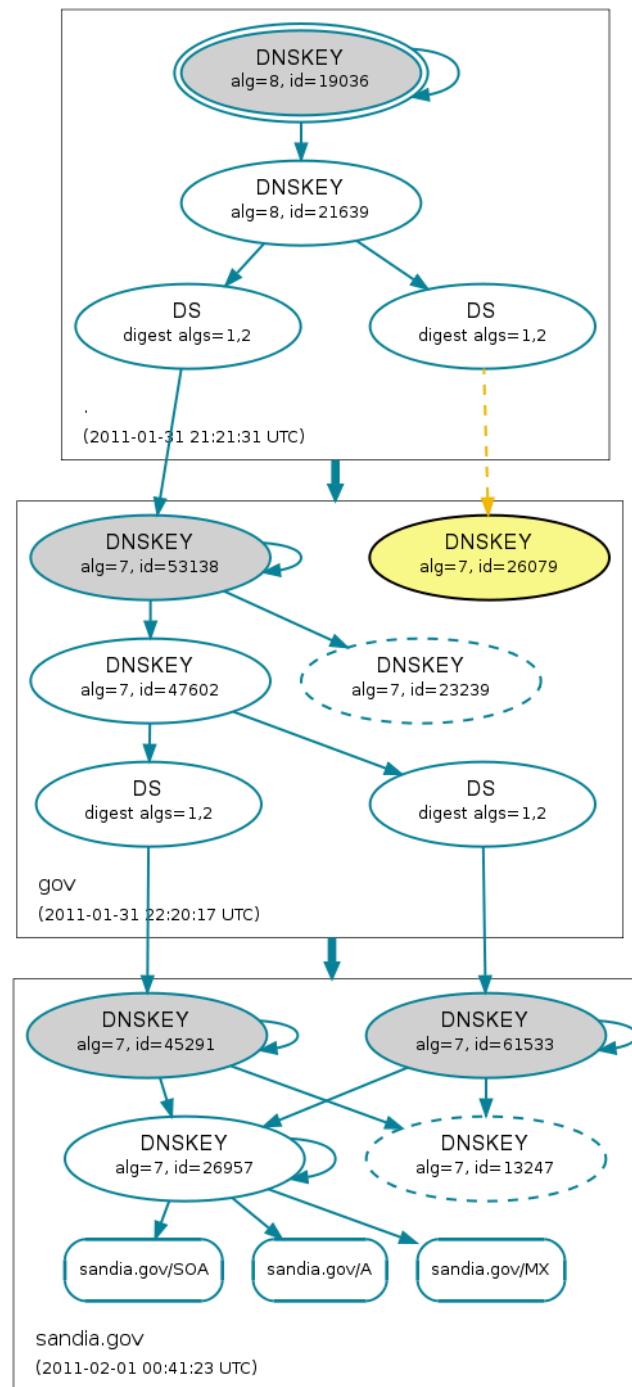 DNSKEY
alg=8, id=19036
DNSKEY
alg=8, id=21639
DS
digest algs=1,2
DS
digest algs=1,2
.
(2011-01-31 21:21:31 UTC)
DNSKEY
alg=7, id=53138
DNSKEY
alg=7, id=26079
DNSKEY
alg=7, id=47602
DNSKEY
alg=7, id=23239
DS
digest algs=1,2
DS
digest algs=1,2
gov
(2011-01-31 22:20:17 UTC)
DNSKEY
alg=7, id=45291
DNSKEY
alg=7, id=61533
DNSKEY
alg=7, id=26957
DNSKEY
alg=7, id=13247
sandia.gov/SOA
sandia.gov/A
sandia.gov/MX
sandia.gov
(2011-02-01 00:41:23 UTC)